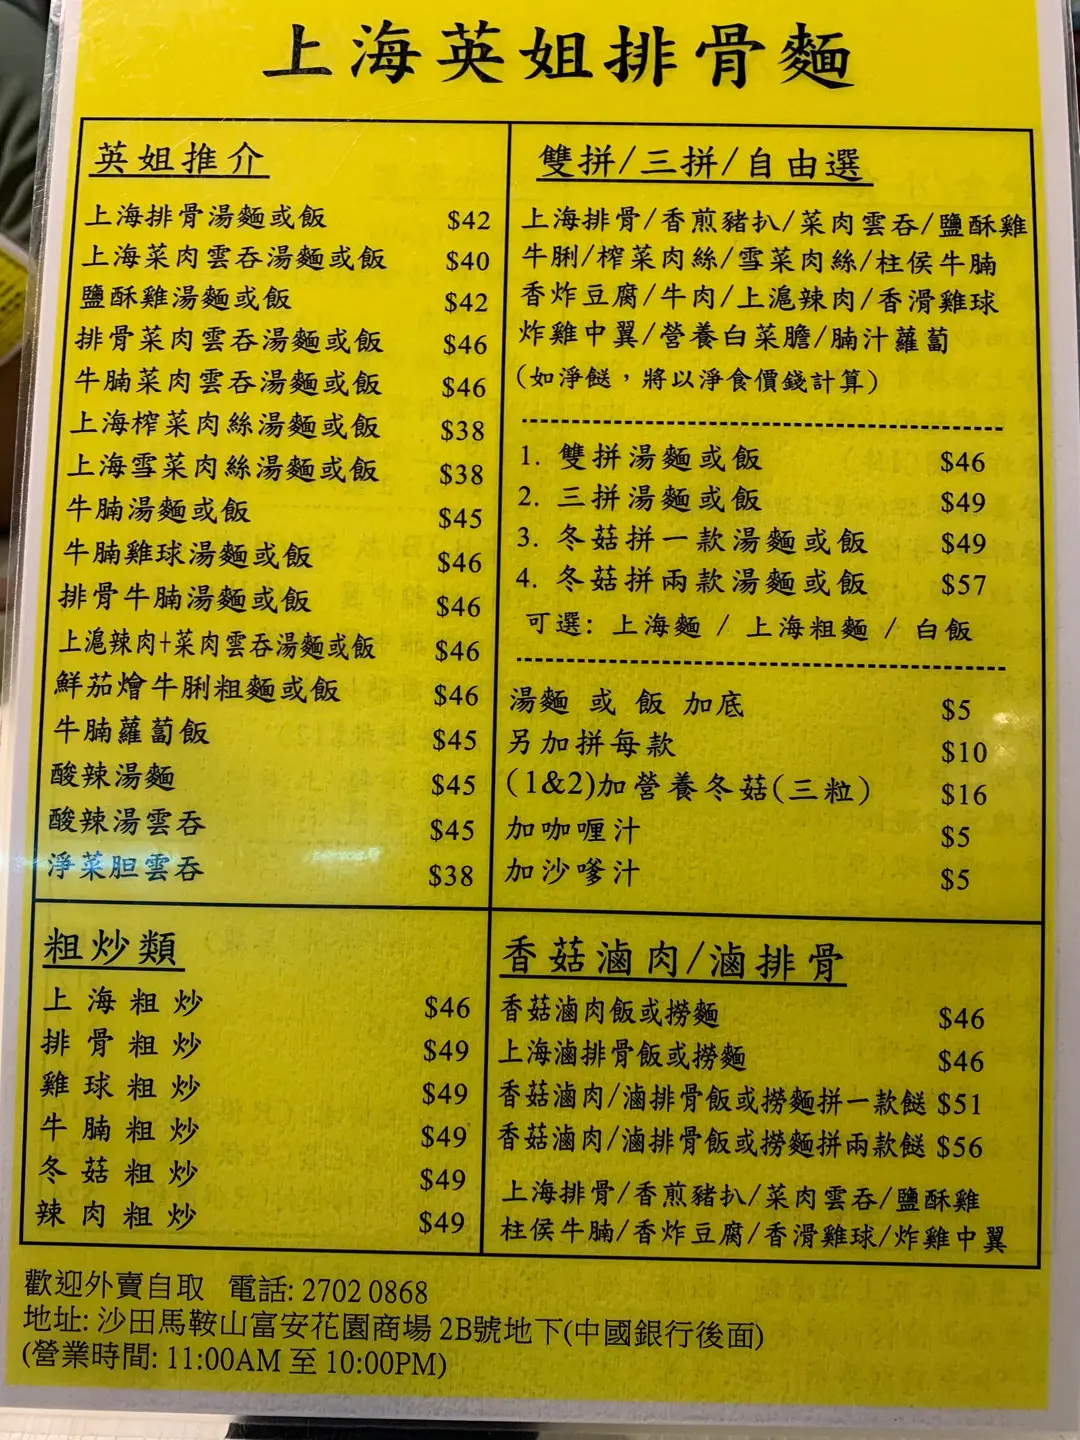 上海英姐排骨麵
英姐推介
上海排骨湯麵或飯 $42
上海菜肉雲吞湯麵或飯 $40
鹽酥雞湯麵或飯 $42
排骨菜肉雲吞湯麵或飯 $46
牛腩菜肉雲吞湯麵或飯 $46
上海榨菜肉絲湯麵或飯 $38
上海雪菜肉絲湯麵或飯 $38
牛腩湯麵或飯 $45
牛腩雞球湯麵或飯 $46
排骨牛腩湯麵或飯 $46
上滬辣肉+菜肉雲吞湯麵或飯 $46
鮮茄燴牛脷粗麵或飯 $46
牛腩蘿蔔飯 $45
酸辣湯麵 $45
酸辣湯雲吞 $45
淨菜胆雲吞 $38
雙拼/三拼/自由選
上海排骨/香煎豬扒/菜肉雲吞/鹽酥雞
牛脷/榨菜肉絲/雪菜肉絲/柱侯牛腩
香炸豆腐/牛肉/上滬辣肉/香滑雞球
炸雞中翼/營養白菜膽/腩汁蘿蔔
(如淨餸，將以淨食價錢計算)
1. 雙拼湯麵或飯 $46
2. 三拼湯麵或飯 $49
3. 冬菇拼一款湯麵或飯 $49
4. 冬菇拼兩款湯麵或飯 $57
可選: 上海麵 / 上海粗麵 / 白飯
湯麵 或 飯 加底 $5
另加拼每款 $10
(1&2)加營養冬菇(三粒) $16
加咖喱汁 $5
加沙嗲汁 $5
粗炒類
上海粗炒 $46
排骨粗炒 $49
雞球粗炒 $49
牛腩粗炒 $49
冬菇粗炒 $49
辣肉粗炒 $49
香菇滷肉/滷排骨
香菇滷肉飯或撈麵 $46
上海滷排骨飯或撈麵 $46
香菇滷肉/滷排骨飯或撈麵拼一款餸 $51
香菇滷肉/滷排骨飯或撈麵拼兩款餸 $56
上海排骨/香煎豬扒/菜肉雲吞/鹽酥雞
柱侯牛腩/香炸豆腐/香滑雞球/炸雞中翼
歡迎外賣自取 電話: 2702 0868
地址: 沙田馬鞍山富安花園商場 2B號地下(中國銀行後面)
(營業時間: 11:00AM 至 10:00PM)